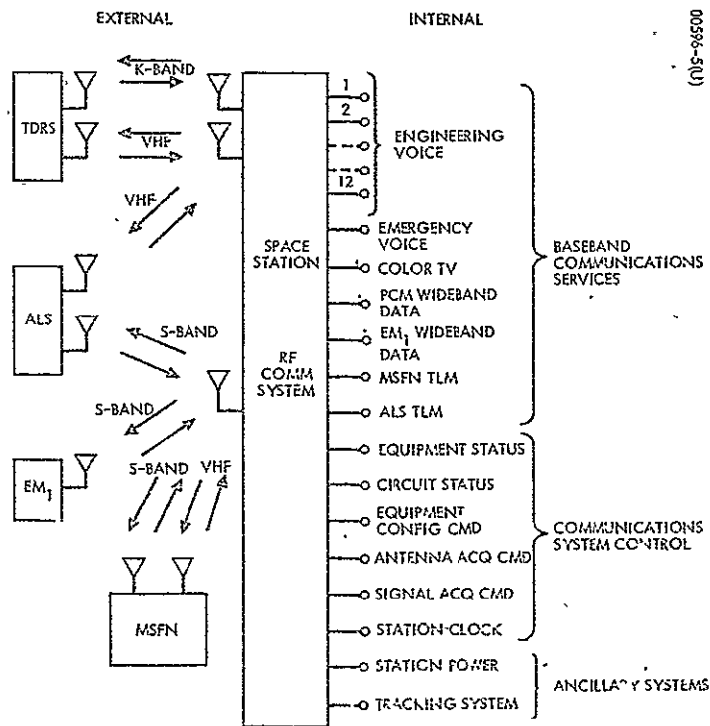 EXTERNAL
INTERNAL
00596-5(U)
K-BAND
TDRS
VHF
VHF
ALS
S-BAND
S-BAND
EM1
S-BAND VHF
MSFN
SPACE
STATION
RF
COMM
SYSTEM
1
2
12
ENGINEERING
VOICE
EMERGENCY
VOICE
COLOR TV
PCM WIDEBAND
DATA
EM1 WIDEBAND
DATA
MSFN TLM
ALS TLM
BASEBAND
COMMUNICATIONS
SERVICES
EQUIPMENT STATUS
CIRCUIT STATUS
EQUIPMENT
CONFIG CMD
ANTENNA ACQ CMD
SIGNAL ACQ CMD
STATION CLOCK
COMMUNICATIONS
SYSTEM CONTROL
STATION POWER
TRACKING SYSTEM
ANCILLARY SYSTEMS